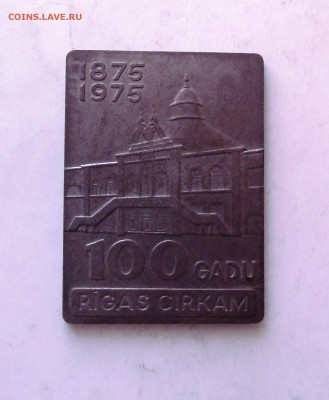 COINS.LAVE.RU
1875
1975
100 GADU
RĪGAS CIRKAM